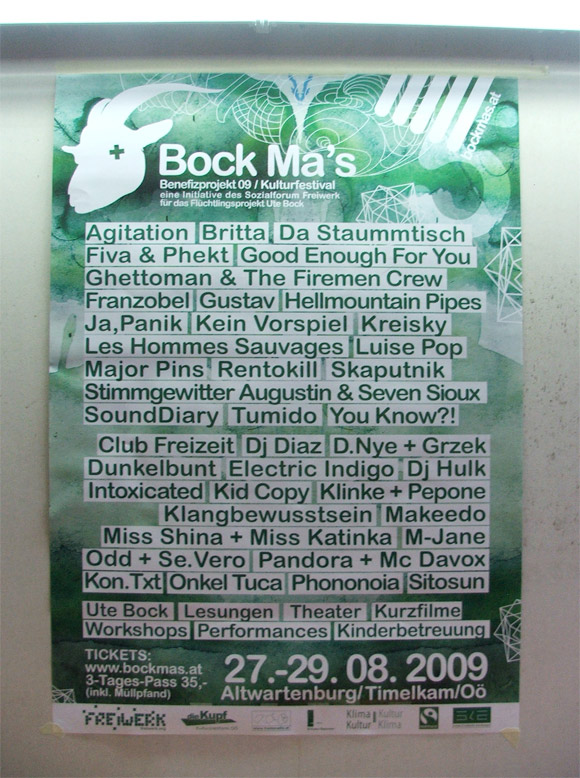 bockmas.at
Bock Ma's
Benefizprojekt 09 / Kulturfestival
eine Initiative des Sozialforum Freiwerk
für das Flüchtlingsprojekt Ute Bock
Agitation Britta Da Staummtisch
Fiva & Phekt Good Enough For You
Ghettoman & The Firemen Crew
Franzobel Gustav Hellmountain Pipes
Ja,Panik Kein Vorspiel Kreisky
Les Hommes Sauvages Luise Pop
Major Pins Rentokill Skaputnik
Stimmgewitter Augustin & Seven Sioux
SoundDiary Tumido You Know?!
Club Freizeit Dj Diaz D.Nye + Grzek
Dunkelbunt Electric Indigo Dj Hulk
Intoxicated Kid Copy Klinke + Pepone
Klangbewusstsein Makeedo
Miss Shina + Miss Katinka M-Jane
Odd + Se.Vero Pandora + Mc Davox
Kon.Txt Onkel Tuca Phononoia Sitosun
Ute Bock Lesungen Theater Kurzfilme
Workshops Performances Kinderbetreuung
TICKETS:
www.bockmas.at
3-Tages-Pass 35,-
(inkl. Müllpfand)
27.-29. 08. 2009
Altwartenburg/Timelkam/Oö
FREIWERK die Kupf Klima Kultur Kultur Klima SKE